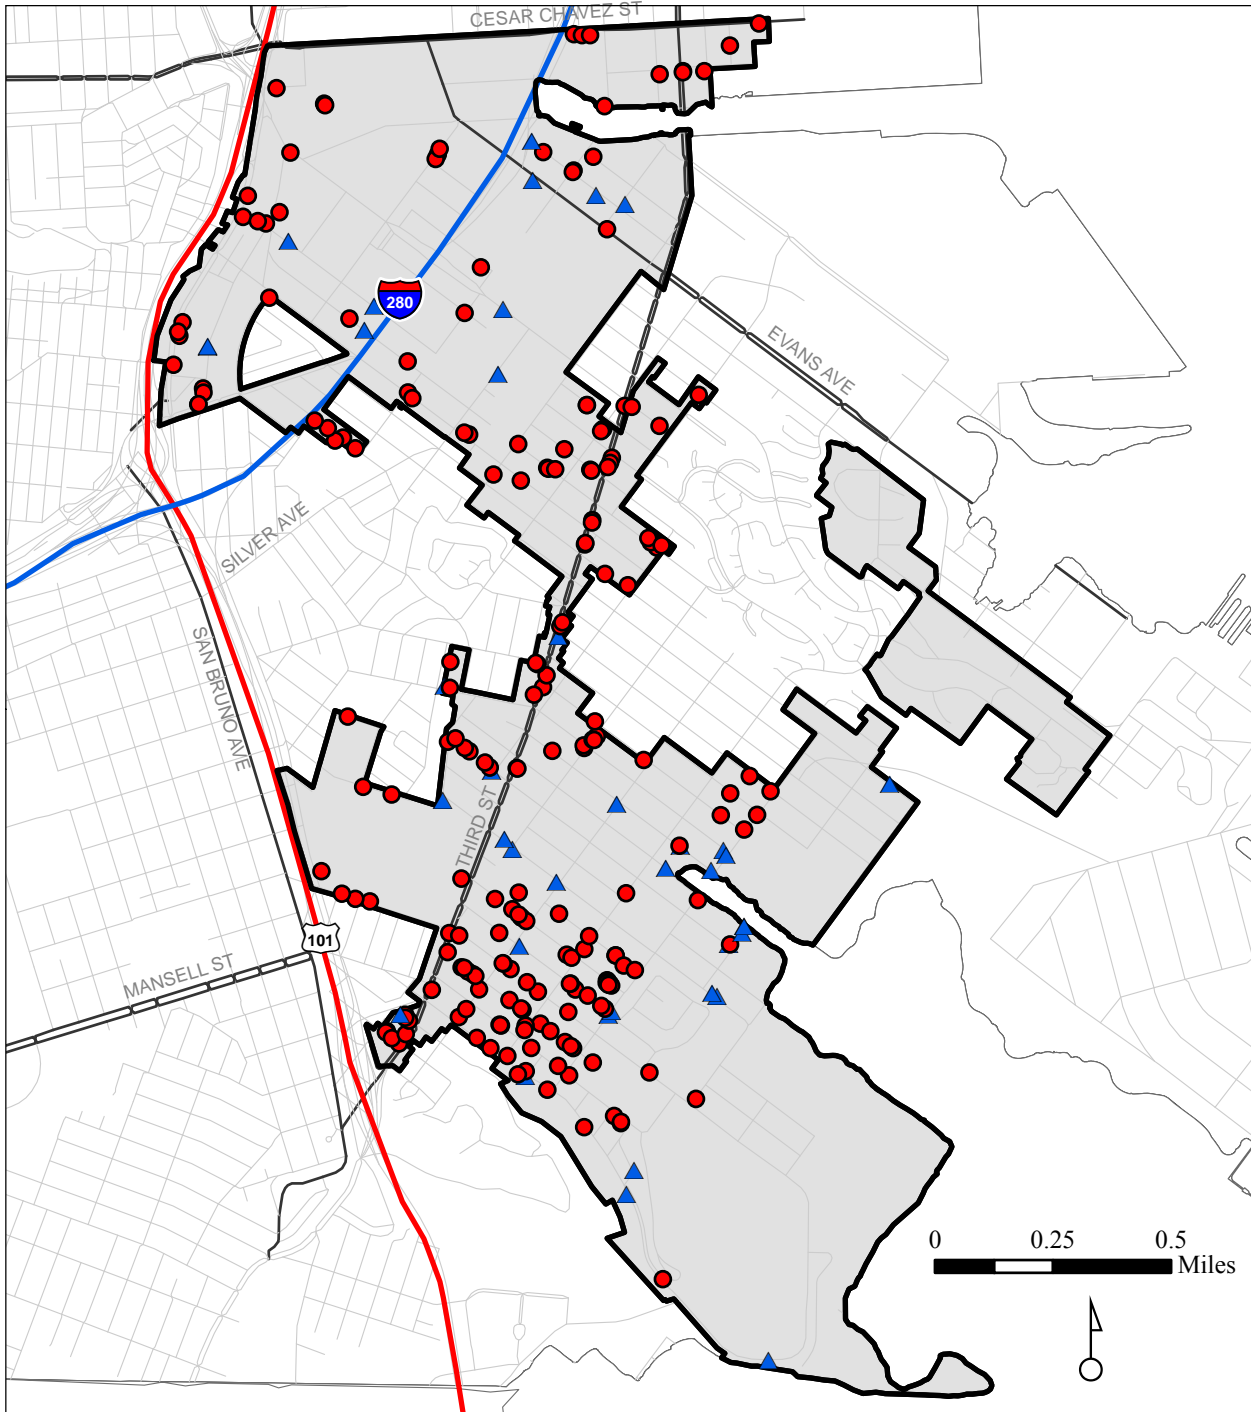 CESAR CHAVEZ ST
280
EVANS AVE
SILVER AVE
SAN BRUNO AVE
THIRD ST
101
MANSELL ST
0 0.25 0.5
Miles